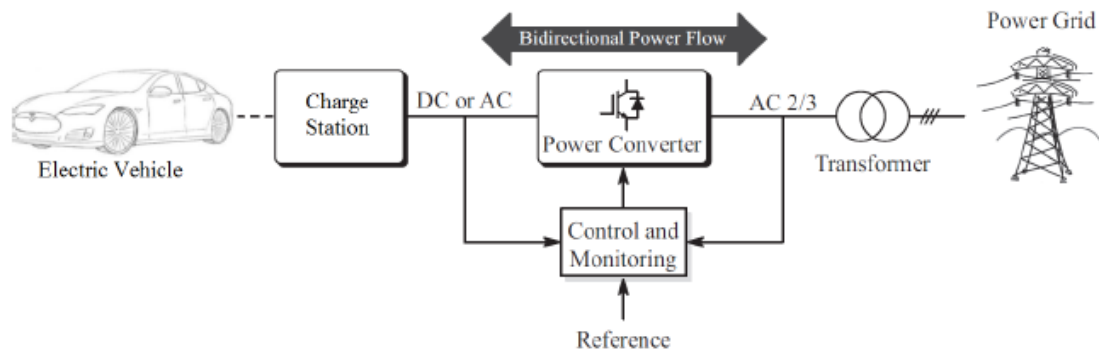 Power Grid
Bidirectional Power Flow
Charge
Station
DC or AC
AC 2/3
Power Converter
Electric Vehicle
Transformer
Control and
Monitoring
Reference